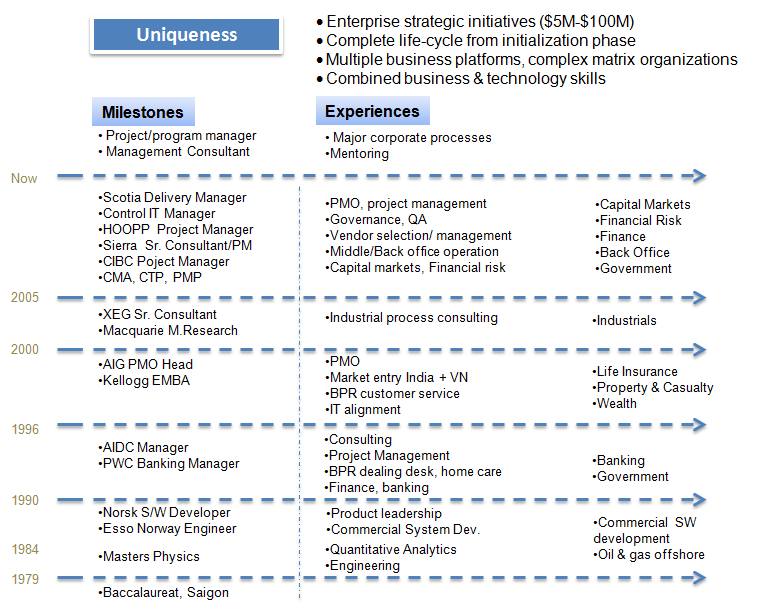 Uniqueness
• Enterprise strategic initiatives ($5M-$100M)
• Complete life-cycle from initialization phase
• Multiple business platforms, complex matrix organizations
• Combined business & technology skills
Milestones
Experiences
• Project/program manager
• Management Consultant
• Major corporate processes
•Mentoring
Now
•Scotia Delivery Manager
•Control IT Manager
•HOOPP Project Manager
•Sierra Sr. Consultant/PM
•CIBC Poject Manager
•CMA, CTP, PMP
•PMO, project management
•Governance, QA
•Vendor selection/ management
•Middle/Back office operation
•Capital markets, Financial risk
•Capital Markets
•Financial Risk
•Finance
•Back Office
•Government
2005
•XEG Sr. Consultant
•Macquarie M.Research
•Industrial process consulting
•Industrials
2000
•AIG PMO Head
•Kellogg EMBA
•PMO
•Market entry India + VN
•BPR customer service
•IT alignment
•Life Insurance
•Property & Casualty
•Wealth
1996
•AIDC Manager
•PWC Banking Manager
•Consulting
•Project Management
•BPR dealing desk, home care
•Finance, banking
•Banking
•Government
1990
•Norsk S/W Developer
•Esso Norway Engineer
•Product leadership
•Commercial System Dev.
•Commercial SW
development
•Oil & gas offshore
1984
•Masters Physics
•Quantitative Analytics
•Engineering
1979
•Baccalaureat, Saigon